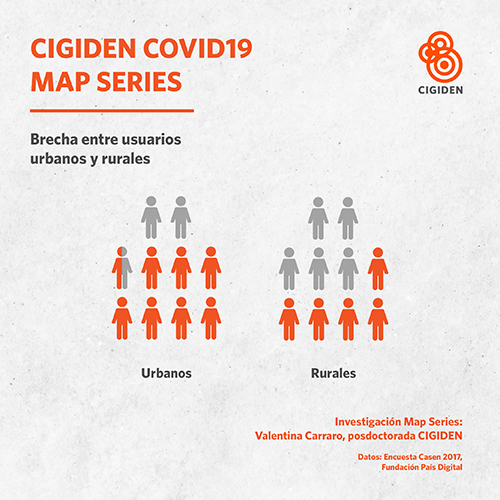 CIGIDEN COVID19
MAP SERIES
CIGIDEN
Brecha entre usuarios
urbanos y rurales
Urbanos
Rurales
Investigación Map Series:
Valentina Carraro, posdoctorada CIGIDEN
Datos: Encuesta Casen 2017,
Fundación País Digital